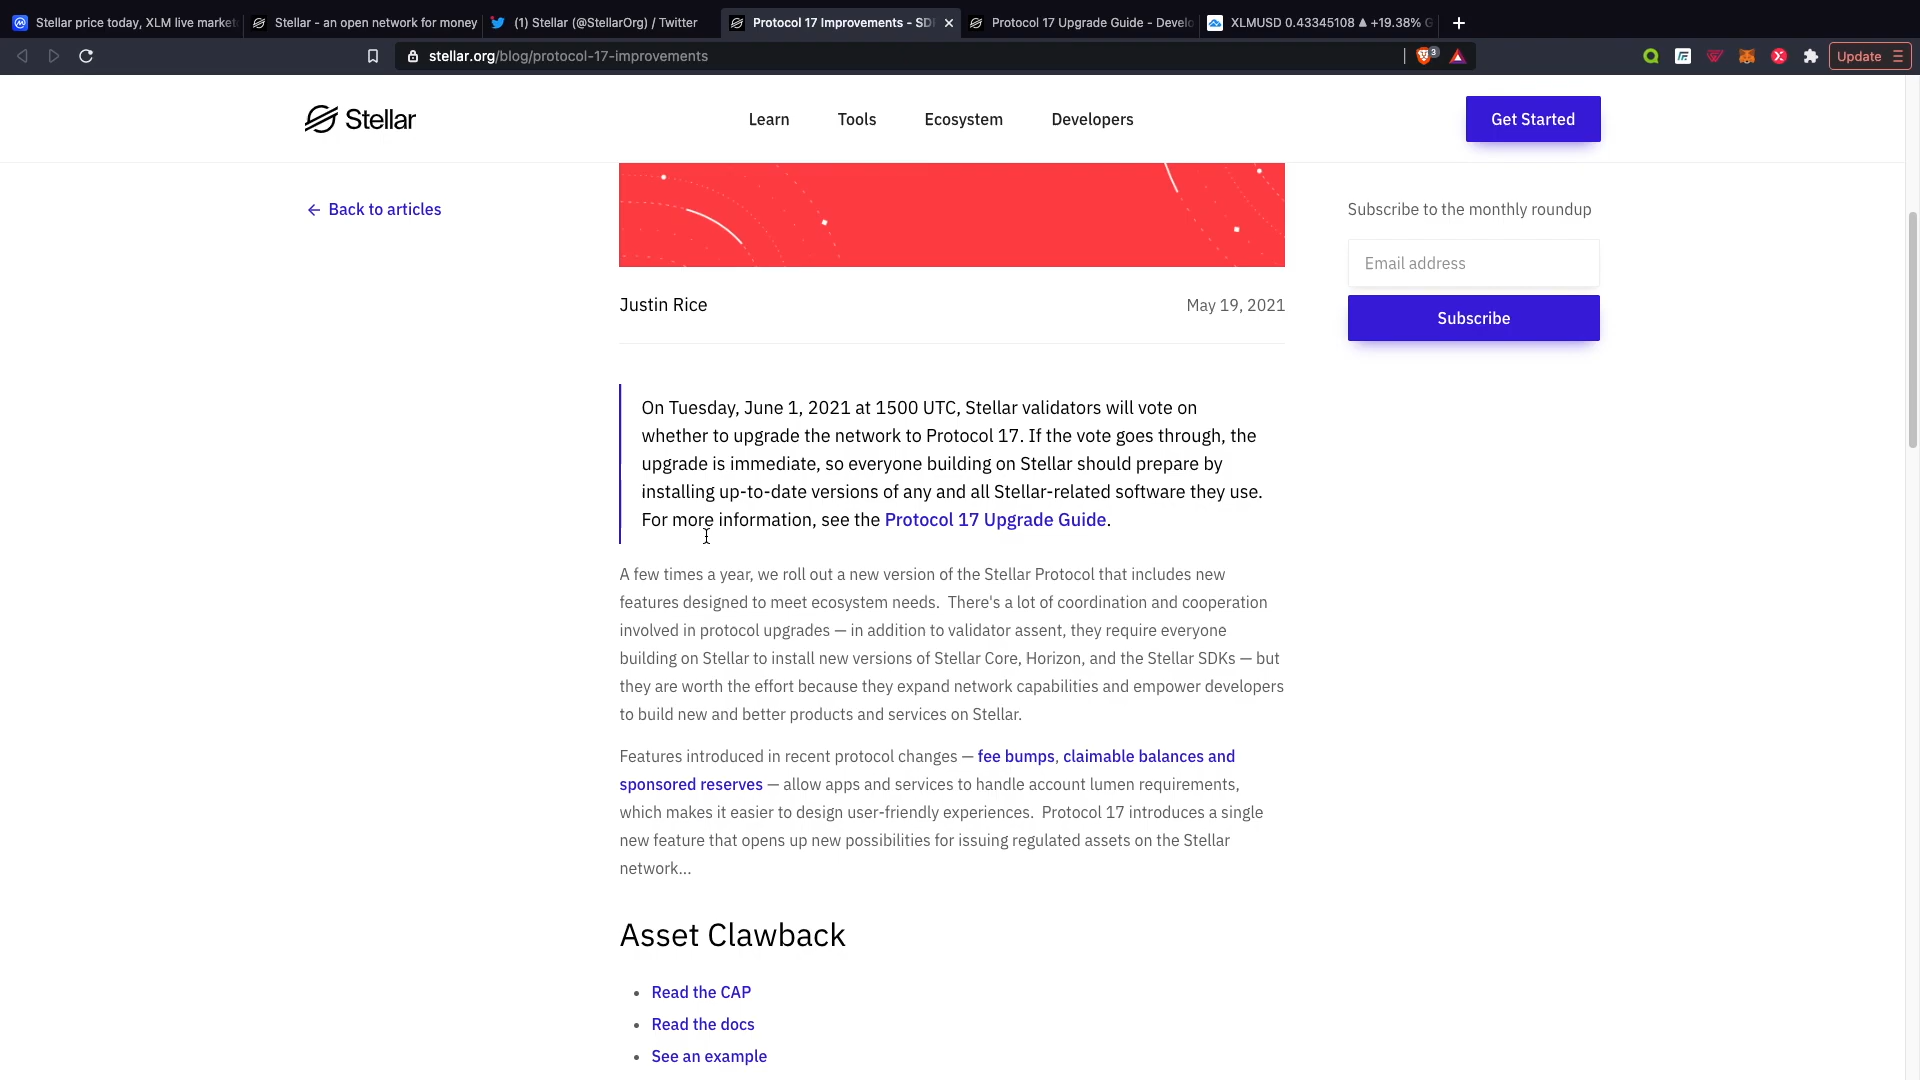 Stellar price today, XLM live market
Stellar - an open network for money
(1) Stellar (@StellarOrg) / Twitter
Protocol 17 Improvements - SDF
Protocol 17 Upgrade Guide - Develo
XLMUSD 0.43345108 ▲ +19.38%
stellar.org/blog/protocol-17-improvements
3
Update
Stellar
Learn
Tools
Ecosystem
Developers
Get Started
← Back to articles
Subscribe to the monthly roundup
Email address
Subscribe
Justin Rice
May 19, 2021
On Tuesday, June 1, 2021 at 1500 UTC, Stellar validators will vote on
whether to upgrade the network to Protocol 17. If the vote goes through, the
upgrade is immediate, so everyone building on Stellar should prepare by
installing up-to-date versions of any and all Stellar-related software they use.
For more information, see the Protocol 17 Upgrade Guide.
A few times a year, we roll out a new version of the Stellar Protocol that includes new
features designed to meet ecosystem needs.  There's a lot of coordination and cooperation
involved in protocol upgrades — in addition to validator assent, they require everyone
building on Stellar to install new versions of Stellar Core, Horizon, and the Stellar SDKs — but
they are worth the effort because they expand network capabilities and empower developers
to build new and better products and services on Stellar.
Features introduced in recent protocol changes — fee bumps, claimable balances and
sponsored reserves — allow apps and services to handle account lumen requirements,
which makes it easier to design user-friendly experiences.  Protocol 17 introduces a single
new feature that opens up new possibilities for issuing regulated assets on the Stellar
network...
Asset Clawback
• Read the CAP
• Read the docs
• See an example